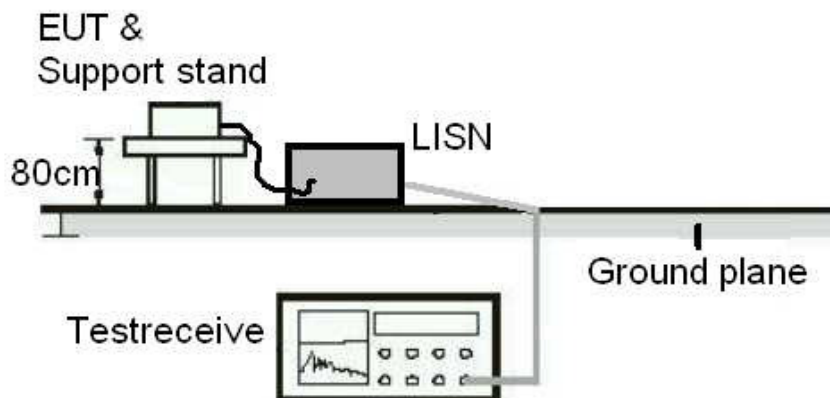 EUT &
Support stand
LISN
80cm
Ground plane
Testreceive